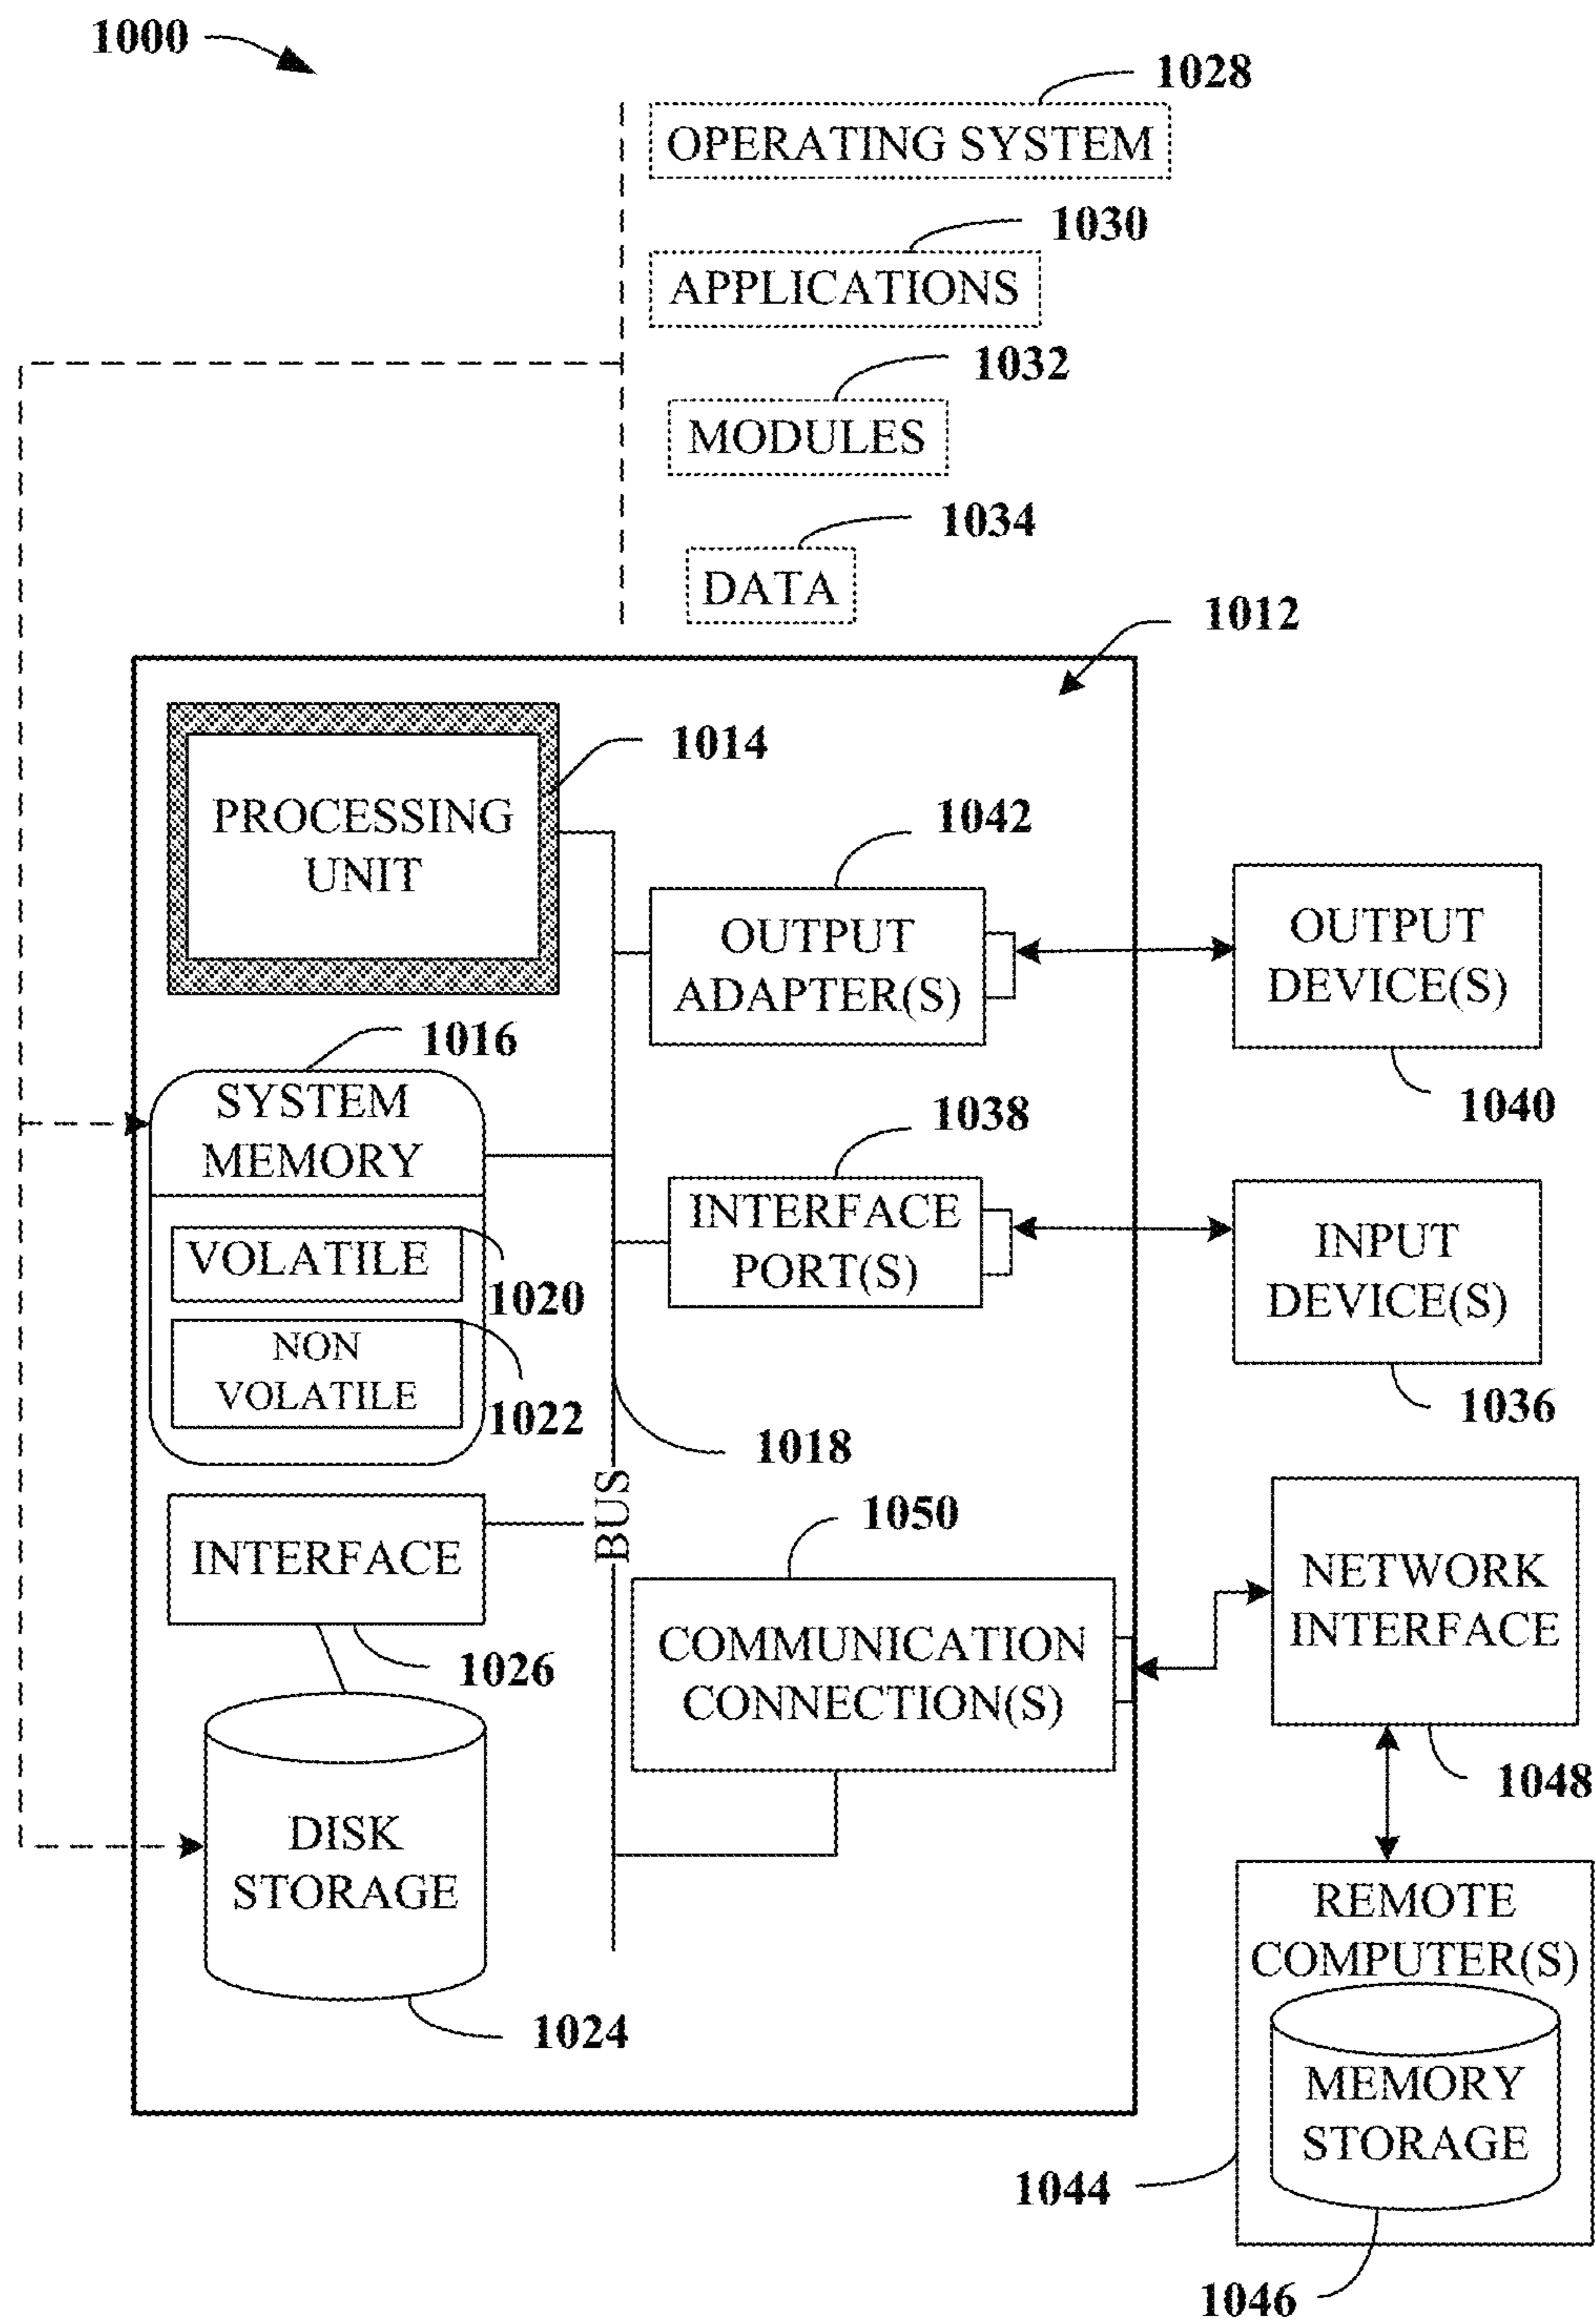 1000
1028
OPERATING SYSTEM
1030
APPLICATIONS
1032
MODULES
1034
DATA
1012
PROCESSING
UNIT
1014
1042
OUTPUT
ADAPTER(S)
OUTPUT
DEVICE(S)
1040
1016
SYSTEM
MEMORY
VOLATILE
1020
NON
VOLATILE
1022
1038
INTERFACE
PORT(S)
INPUT
DEVICE(S)
1036
1018
BUS
INTERFACE
1026
1050
COMMUNICATION
CONNECTION(S)
NETWORK
INTERFACE
1048
DISK
STORAGE
1024
REMOTE
COMPUTER(S)
MEMORY
STORAGE
1044
1046